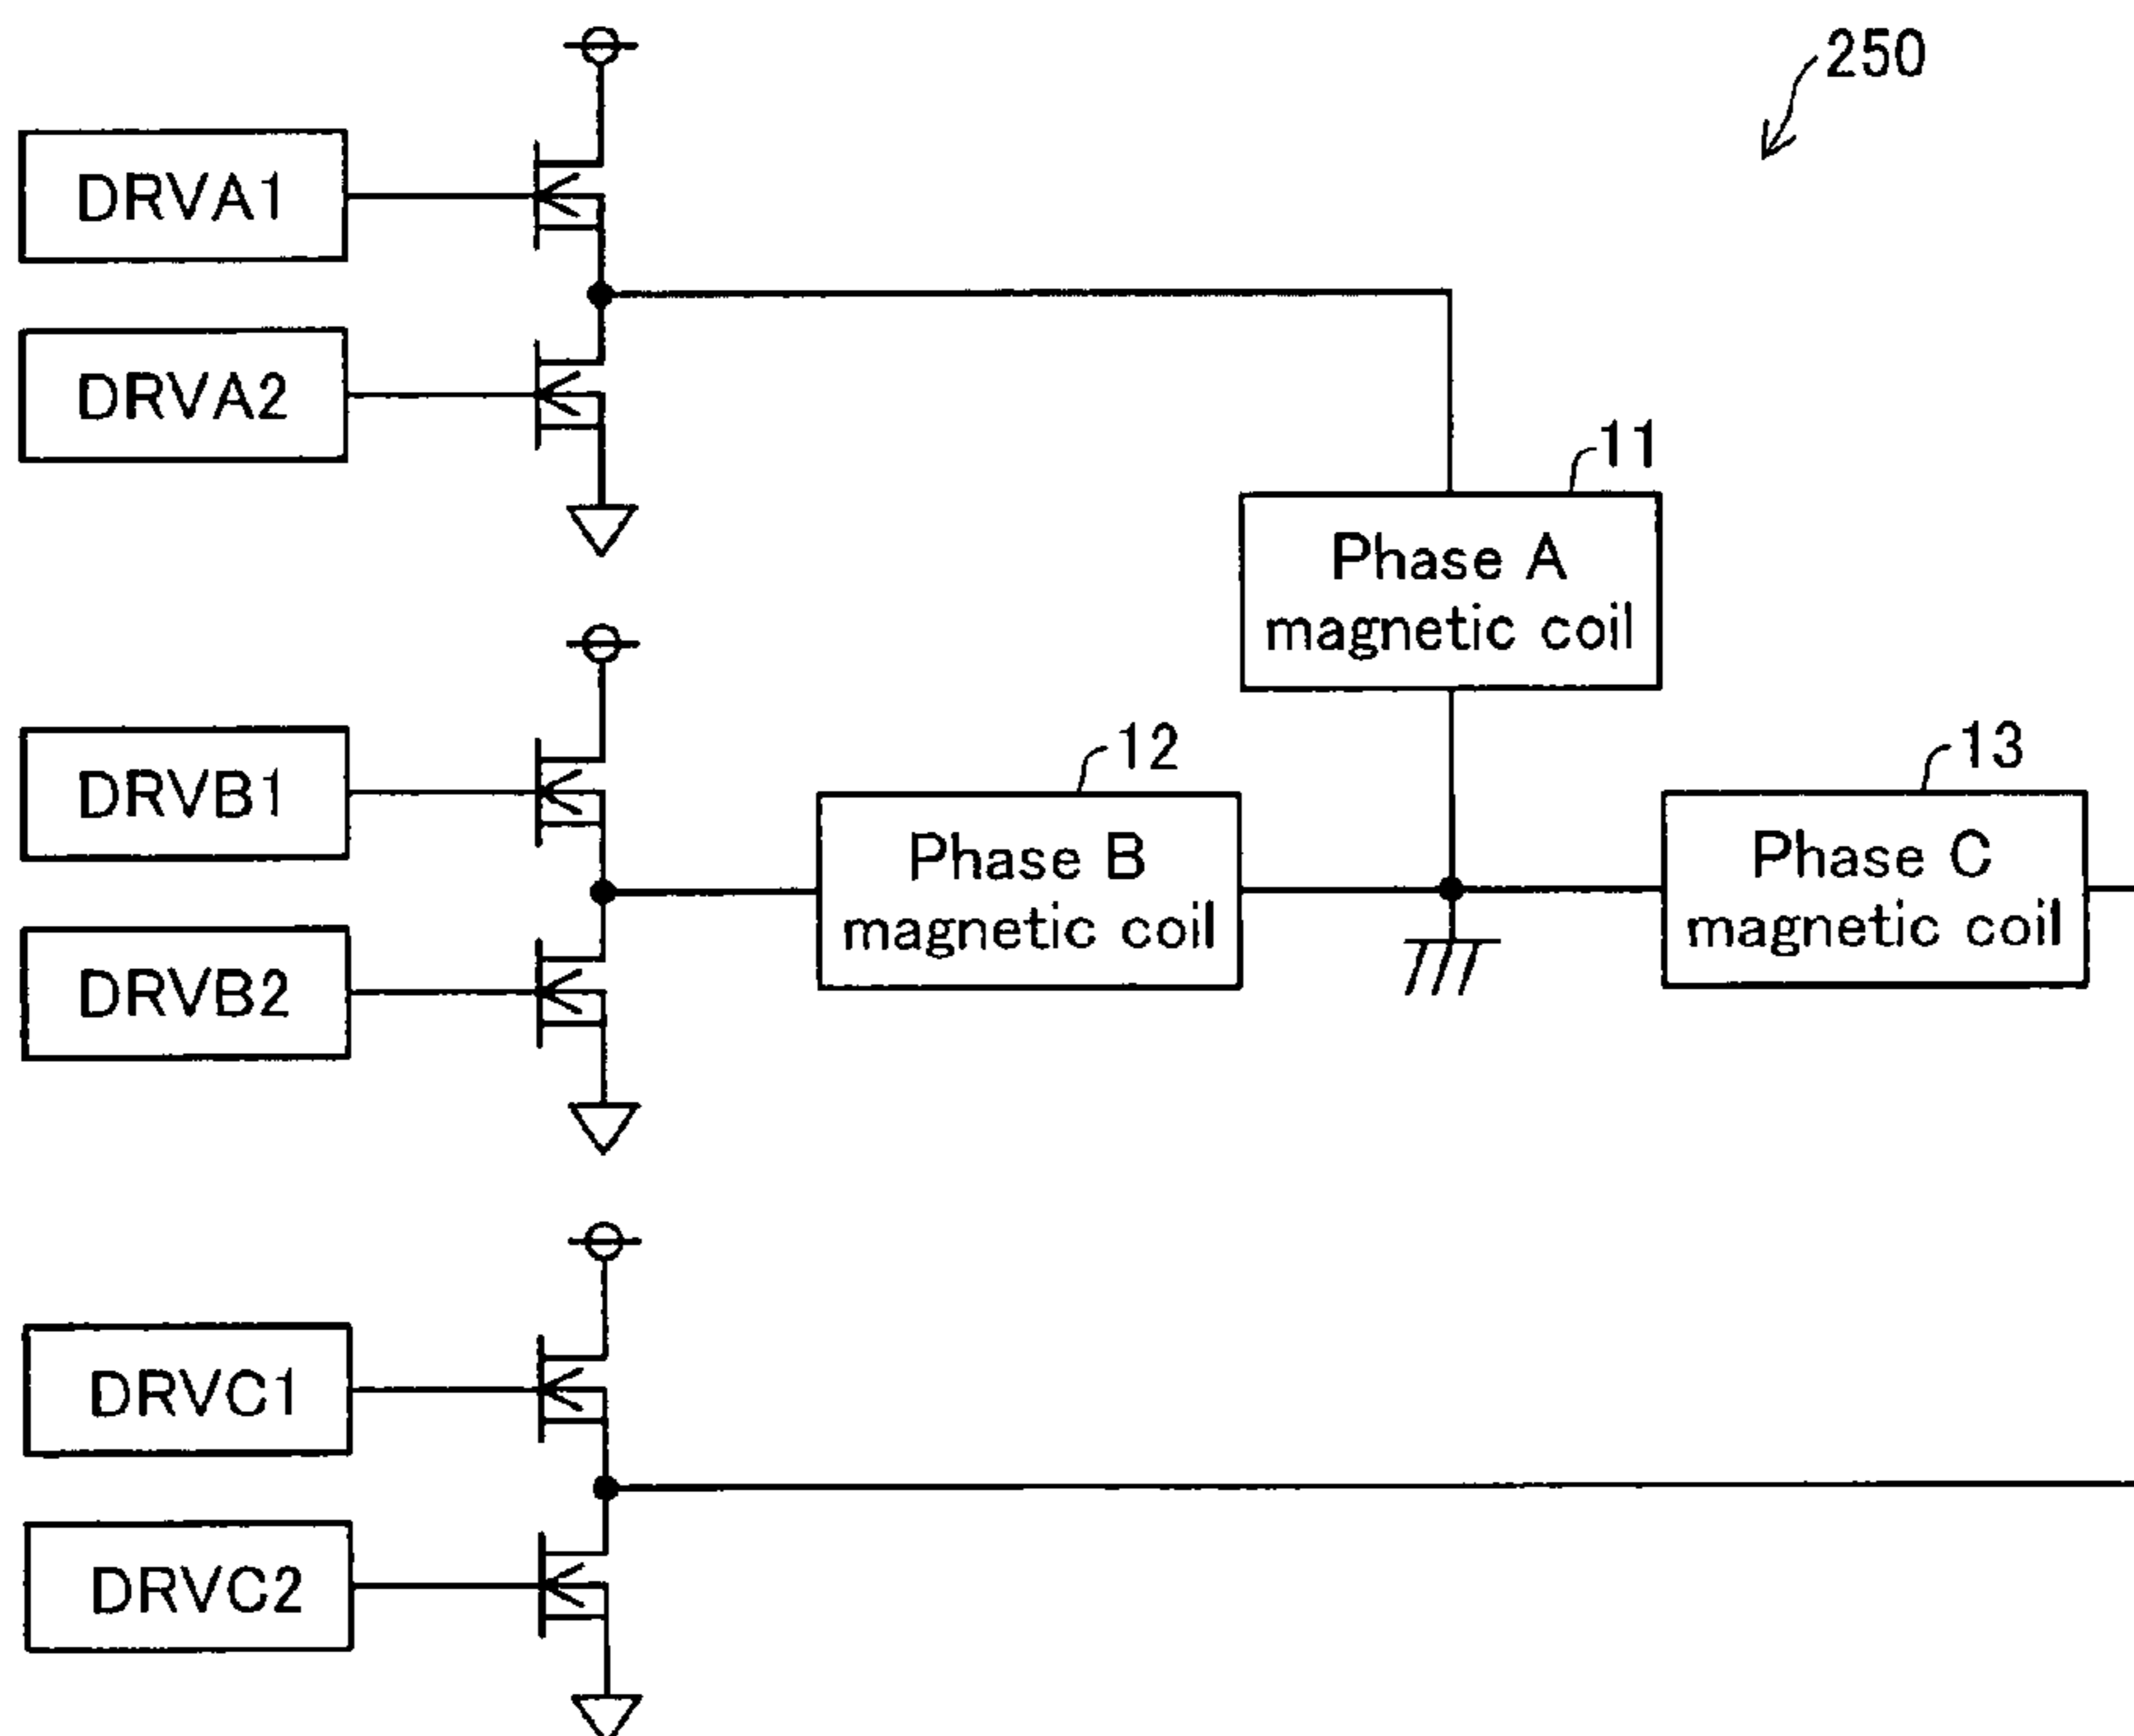 250
DRVA1
DRVA2
11
Phase A
magnetic coil
DRVB1
12
13
Phase B
magnetic coil
Phase C
magnetic coil
DRVB2
DRVC1
DRVC2